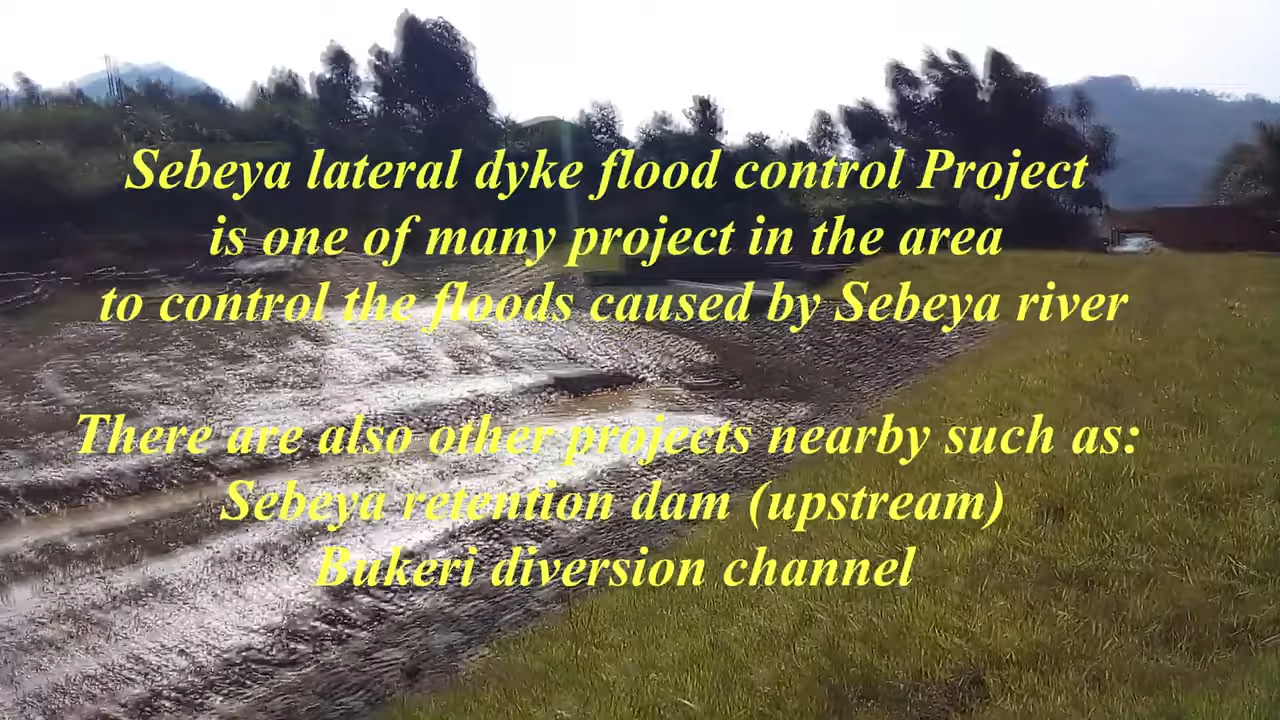 Sebeya lateral dyke flood control Project
is one of many project in the area
to control the floods caused by Sebeya river
There are also other projects nearby such as:
Sebeya retention dam (upstream)
Bukeri diversion channel